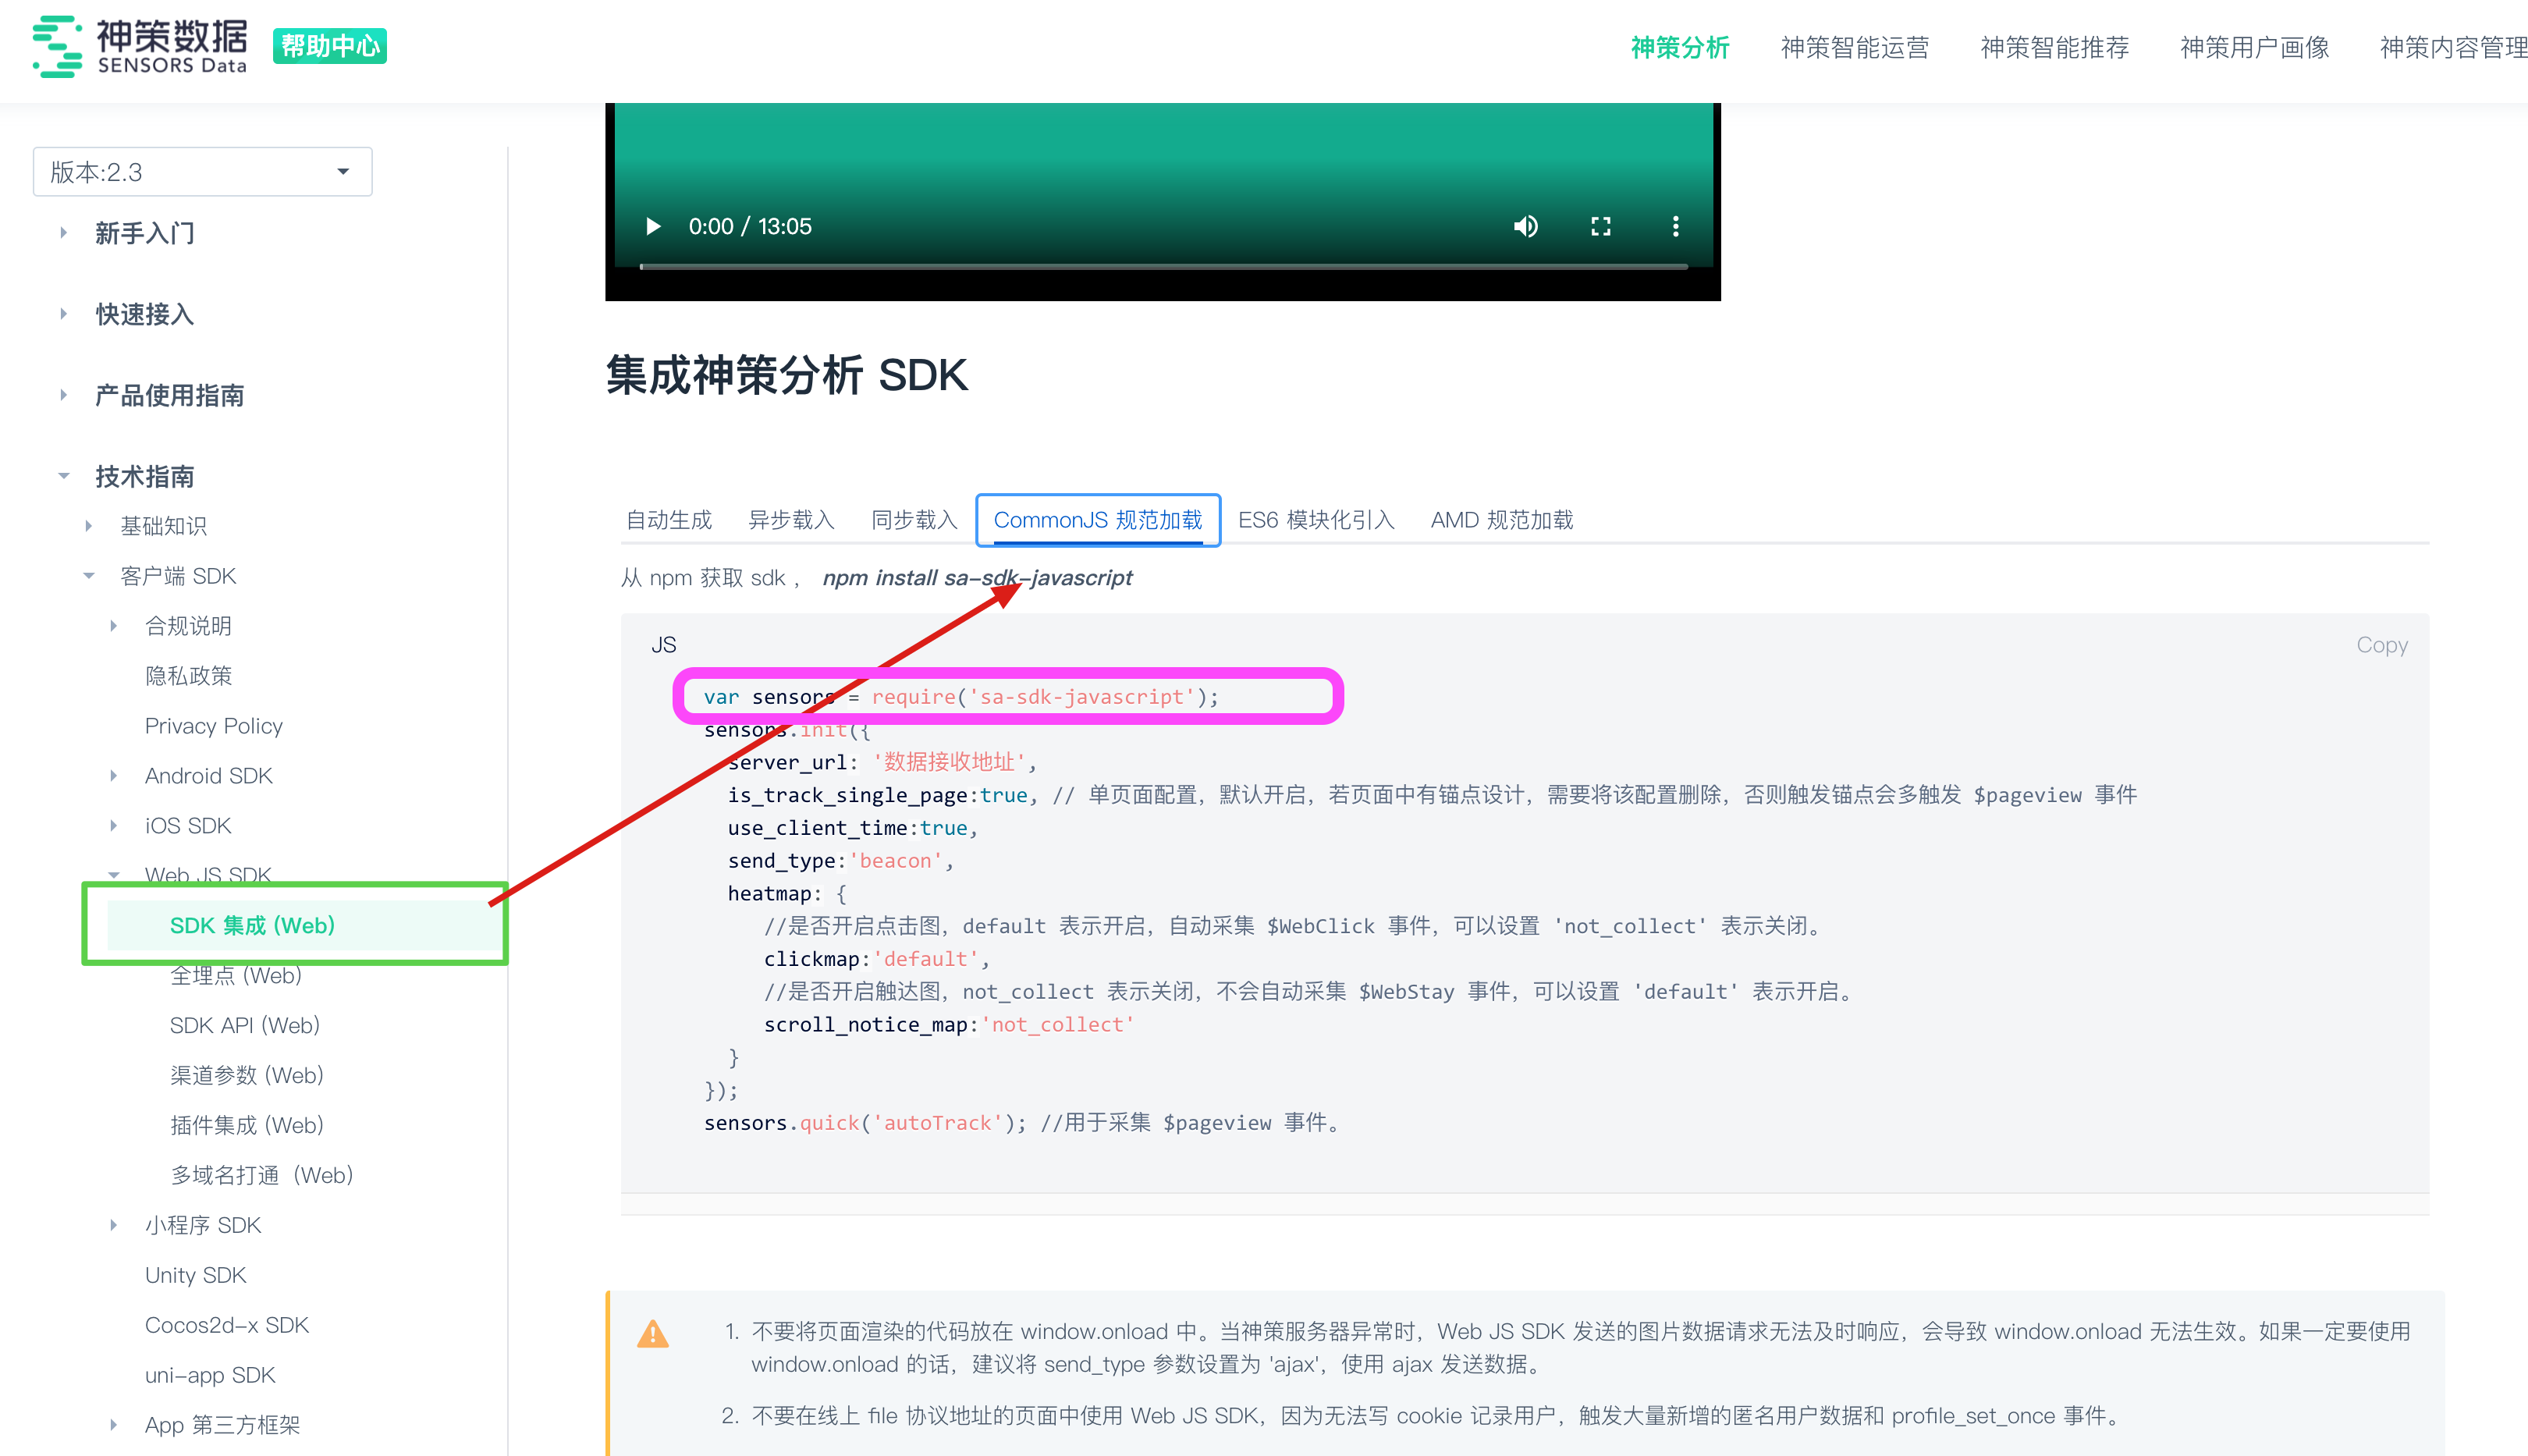 神策数据
SENSORS Data
帮助中心
神策分析 神策智能运营 神策智能推荐 神策用户画像 神策内容管理
版本:2.3
新手入门
快速接入
产品使用指南
技术指南
基础知识
客户端 SDK
合规说明
隐私政策
Privacy Policy
Android SDK
iOS SDK
Web JS SDK
SDK 集成 (Web)
全埋点 (Web)
SDK API (Web)
渠道参数 (Web)
插件集成 (Web)
多域名打通 (Web)
小程序 SDK
Unity SDK
Cocos2d-x SDK
uni-app SDK
App 第三方框架
0:00 / 13:05
集成神策分析 SDK
自动生成 异步载入 同步载入 CommonJS 规范加载 ES6 模块化引入 AMD 规范加载
从 npm 获取 sdk ， npm install sa-sdk-javascript
JS
Copy
var sensors = require('sa-sdk-javascript');
sensors.init({
server_url: '数据接收地址',
is_track_single_page:true, // 单页面配置，默认开启，若页面中有锚点设计，需要将该配置删除，否则触发锚点会多触发 $pageview 事件
use_client_time:true,
send_type:'beacon',
heatmap: {
//是否开启点击图，default 表示开启，自动采集 $WebClick 事件，可以设置 'not_collect' 表示关闭。
clickmap:'default',
//是否开启触达图，not_collect 表示关闭，不会自动采集 $WebStay 事件，可以设置 'default' 表示开启。
scroll_notice_map:'not_collect'
}
});
sensors.quick('autoTrack'); //用于采集 $pageview 事件。
1. 不要将页面渲染的代码放在 window.onload 中。当神策服务器异常时，Web JS SDK 发送的图片数据请求无法及时响应，会导致 window.onload 无法生效。如果一定要使用
window.onload 的话，建议将 send_type 参数设置为 'ajax'，使用 ajax 发送数据。
2. 不要在线上 file 协议地址的页面中使用 Web JS SDK，因为无法写 cookie 记录用户，触发大量新增的匿名用户数据和 profile_set_once 事件。